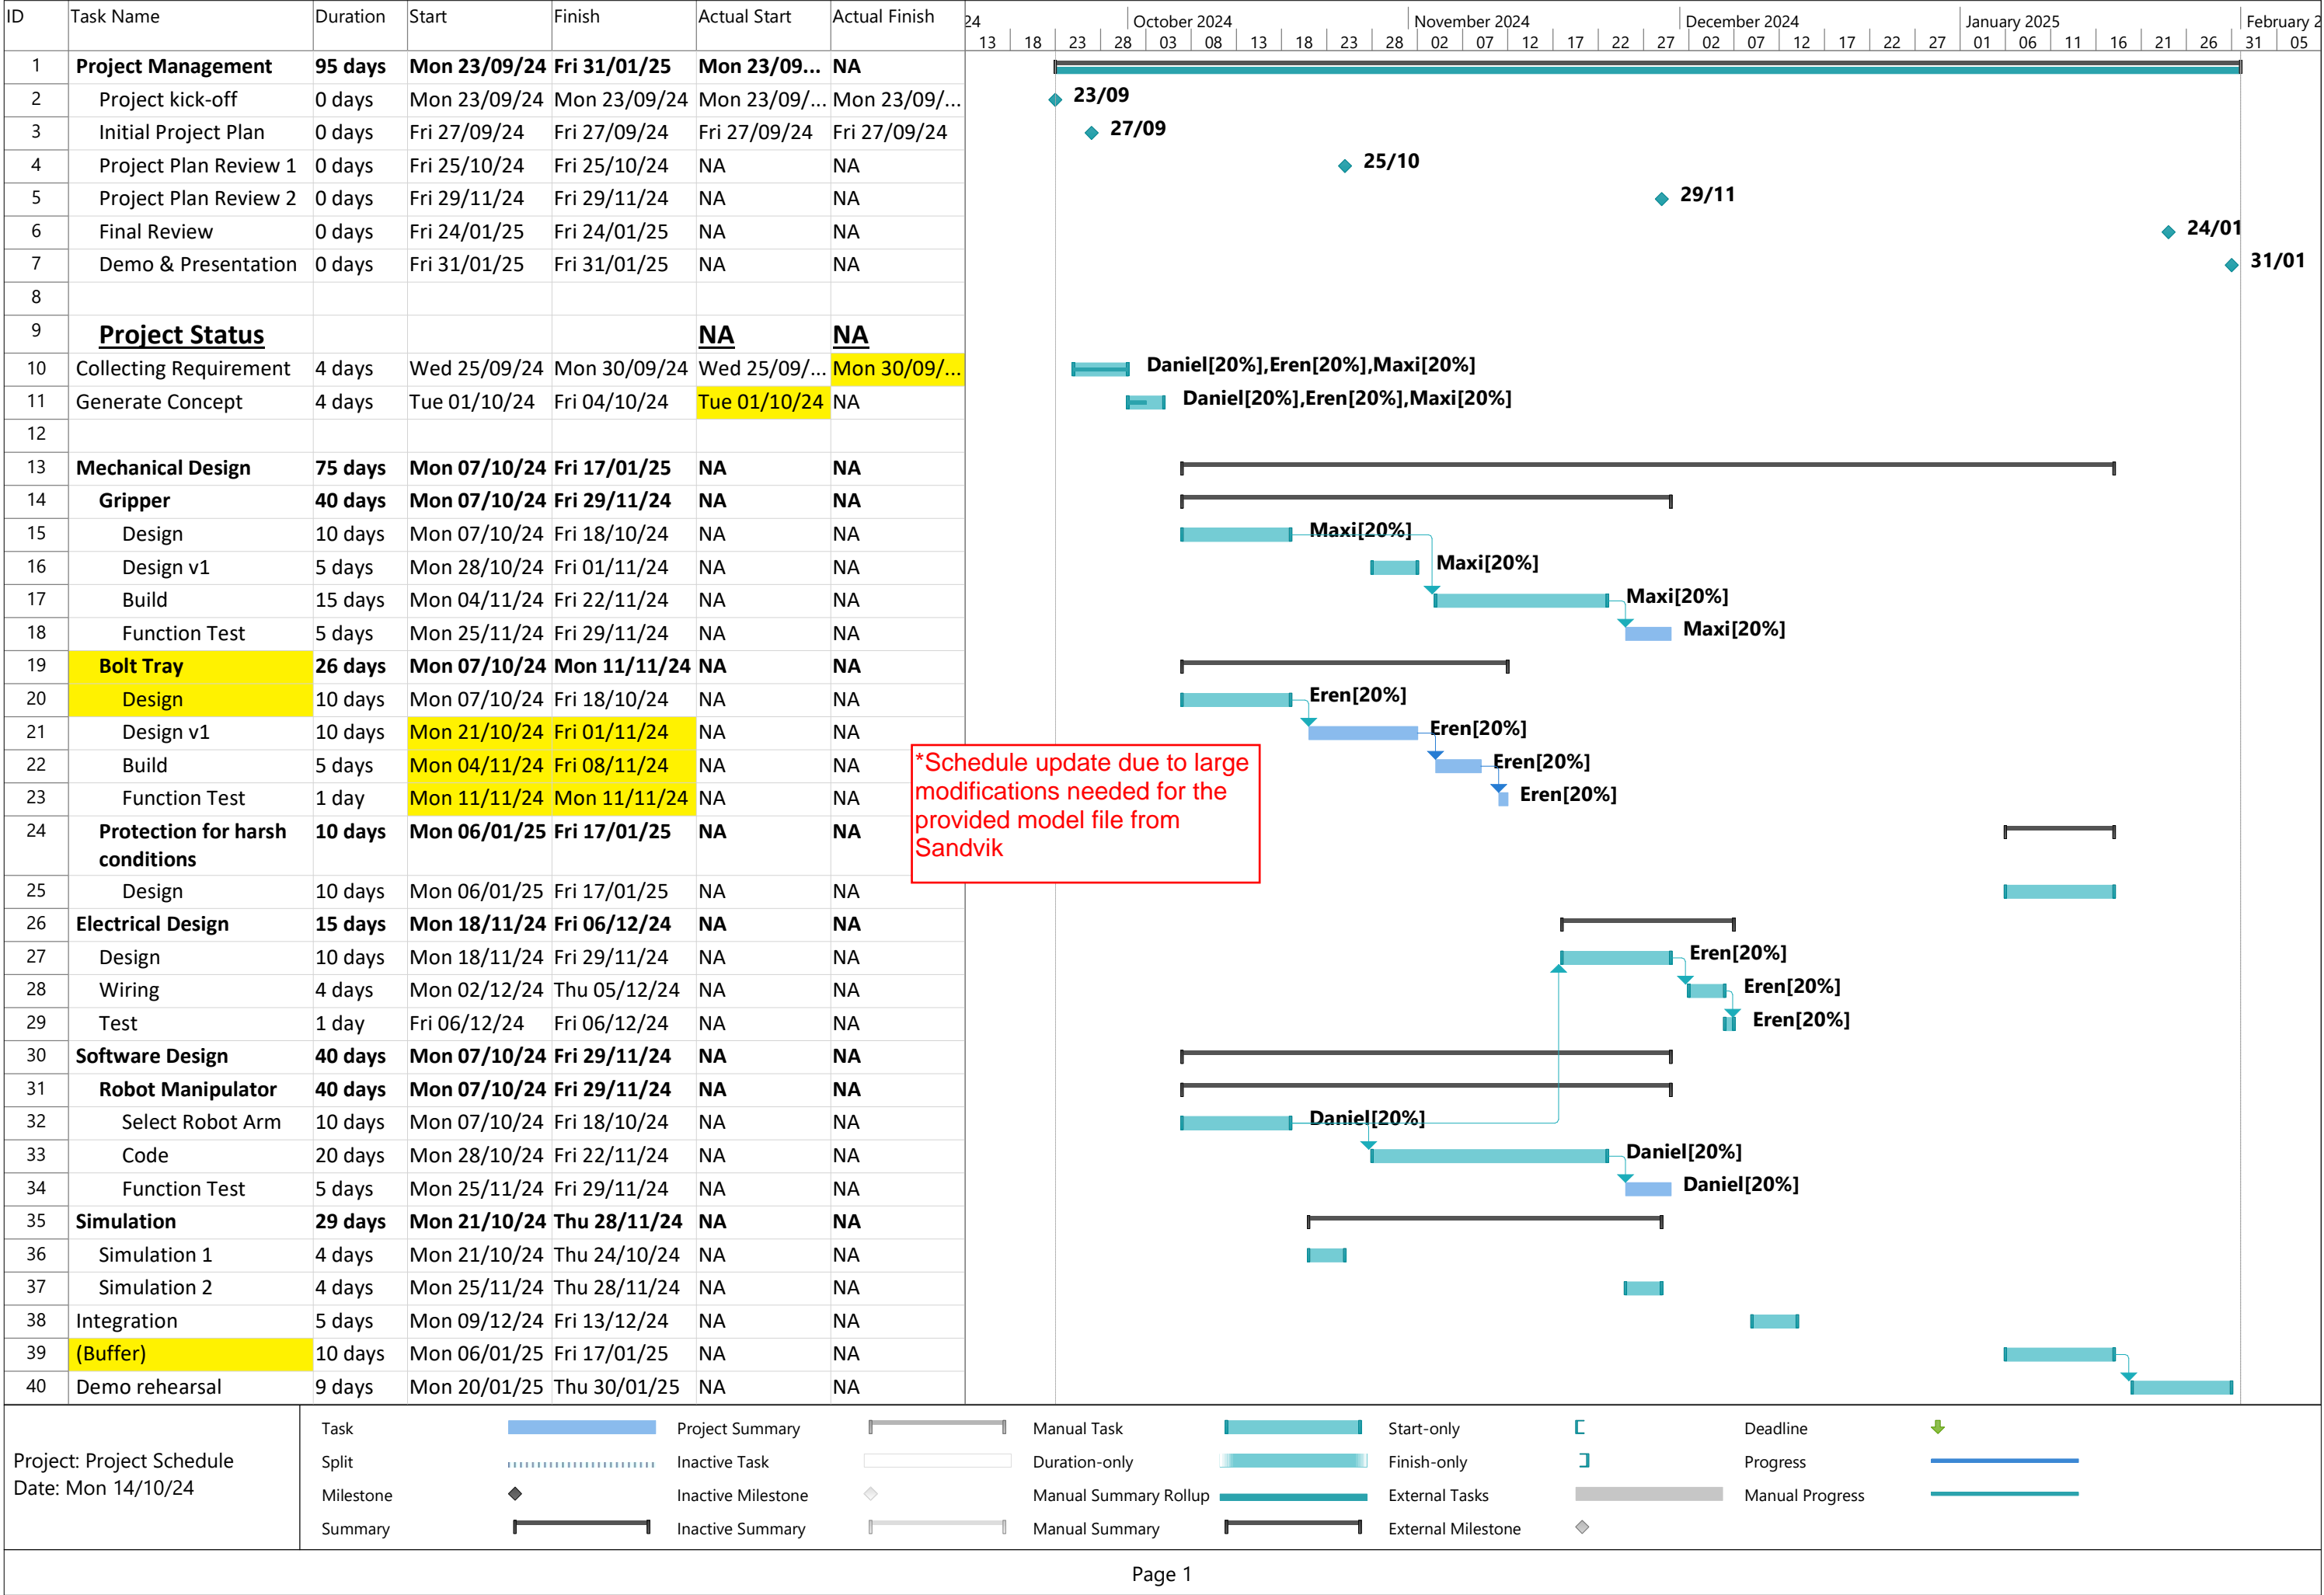 ID Task Name Duration Start Finish Actual Start Actual Finish
24 October 2024 November 2024 December 2024 January 2025 February 2
13 18 23 28 03 08 13 18 23 28 02 07 12 17 22 27 02 07 12 17 22 27 01 06 11 16 21 26 31 05
1 Project Management 95 days Mon 23/09/24 Fri 31/01/25 Mon 23/09... NA
2 Project kick-off 0 days Mon 23/09/24 Mon 23/09/24 Mon 23/09/... Mon 23/09/... 23/09
3 Initial Project Plan 0 days Fri 27/09/24 Fri 27/09/24 Fri 27/09/24 Fri 27/09/24 27/09
4 Project Plan Review 1 0 days Fri 25/10/24 Fri 25/10/24 NA NA 25/10
5 Project Plan Review 2 0 days Fri 29/11/24 Fri 29/11/24 NA NA 29/11
6 Final Review 0 days Fri 24/01/25 Fri 24/01/25 NA NA 24/01
7 Demo & Presentation 0 days Fri 31/01/25 Fri 31/01/25 NA NA 31/01
8
9 Project Status NA NA
10 Collecting Requirement 4 days Wed 25/09/24 Mon 30/09/24 Wed 25/09/... Mon 30/09/... Daniel[20%],Eren[20%],Maxi[20%]
11 Generate Concept 4 days Tue 01/10/24 Fri 04/10/24 Tue 01/10/24 NA Daniel[20%],Eren[20%],Maxi[20%]
12
13 Mechanical Design 75 days Mon 07/10/24 Fri 17/01/25 NA NA
14 Gripper 40 days Mon 07/10/24 Fri 29/11/24 NA NA
15 Design 10 days Mon 07/10/24 Fri 18/10/24 NA NA Maxi[20%]
16 Design v1 5 days Mon 28/10/24 Fri 01/11/24 NA NA Maxi[20%]
17 Build 15 days Mon 04/11/24 Fri 22/11/24 NA NA Maxi[20%]
18 Function Test 5 days Mon 25/11/24 Fri 29/11/24 NA NA Maxi[20%]
19 Bolt Tray 26 days Mon 07/10/24 Mon 11/11/24 NA NA
20 Design 10 days Mon 07/10/24 Fri 18/10/24 NA NA Eren[20%]
21 Design v1 10 days Mon 21/10/24 Fri 01/11/24 NA NA Eren[20%]
22 Build 5 days Mon 04/11/24 Fri 08/11/24 NA NA Eren[20%]
23 Function Test 1 day Mon 11/11/24 Mon 11/11/24 NA NA Eren[20%]
*Schedule update due to large
modifications needed for the
provided model file from
Sandvik
24 Protection for harsh 10 days Mon 06/01/25 Fri 17/01/25 NA NA
conditions
25 Design 10 days Mon 06/01/25 Fri 17/01/25 NA NA
26 Electrical Design 15 days Mon 18/11/24 Fri 06/12/24 NA NA
27 Design 10 days Mon 18/11/24 Fri 29/11/24 NA NA Eren[20%]
28 Wiring 4 days Mon 02/12/24 Thu 05/12/24 NA NA Eren[20%]
29 Test 1 day Fri 06/12/24 Fri 06/12/24 NA NA Eren[20%]
30 Software Design 40 days Mon 07/10/24 Fri 29/11/24 NA NA
31 Robot Manipulator 40 days Mon 07/10/24 Fri 29/11/24 NA NA
32 Select Robot Arm 10 days Mon 07/10/24 Fri 18/10/24 NA NA Daniel[20%]
33 Code 20 days Mon 28/10/24 Fri 22/11/24 NA NA Daniel[20%]
34 Function Test 5 days Mon 25/11/24 Fri 29/11/24 NA NA Daniel[20%]
35 Simulation 29 days Mon 21/10/24 Thu 28/11/24 NA NA
36 Simulation 1 4 days Mon 21/10/24 Thu 24/10/24 NA NA
37 Simulation 2 4 days Mon 25/11/24 Thu 28/11/24 NA NA
38 Integration 5 days Mon 09/12/24 Fri 13/12/24 NA NA
39 (Buffer) 10 days Mon 06/01/25 Fri 17/01/25 NA NA
40 Demo rehearsal 9 days Mon 20/01/25 Thu 30/01/25 NA NA
Project: Project Schedule
Date: Mon 14/10/24
Task Project Summary Manual Task Start-only Deadline
Split Inactive Task Duration-only Finish-only Progress
Milestone Inactive Milestone Manual Summary Rollup External Tasks Manual Progress
Summary Inactive Summary Manual Summary External Milestone
Page 1